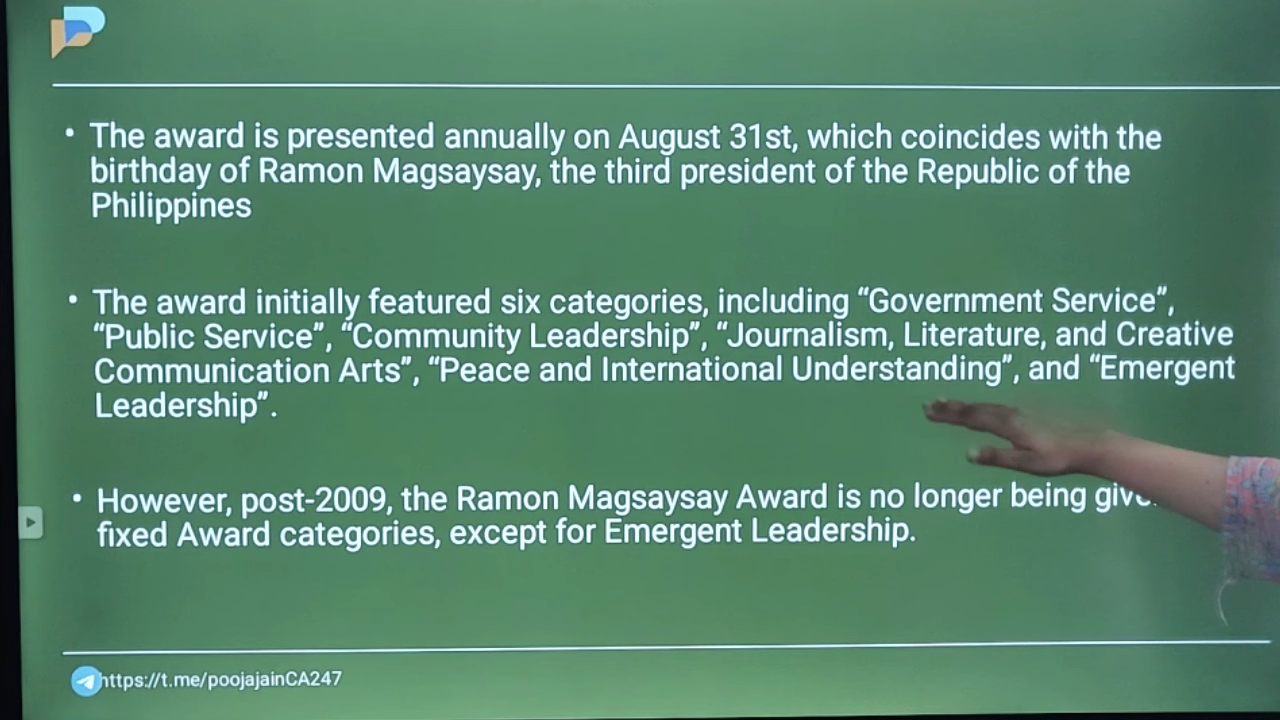 • The award is presented annually on August 31st, which coincides with the
birthday of Ramon Magsaysay, the third president of the Republic of the
Philippines
• The award initially featured six categories, including “Government Service”,
“Public Service”, “Community Leadership”, “Journalism, Literature, and Creative
Communication Arts”, “Peace and International Understanding”, and “Emergent
Leadership”.
• However, post-2009, the Ramon Magsaysay Award is no longer being
fixed Award categories, except for Emergent Leadership.
https://t.me/poojajainCA247